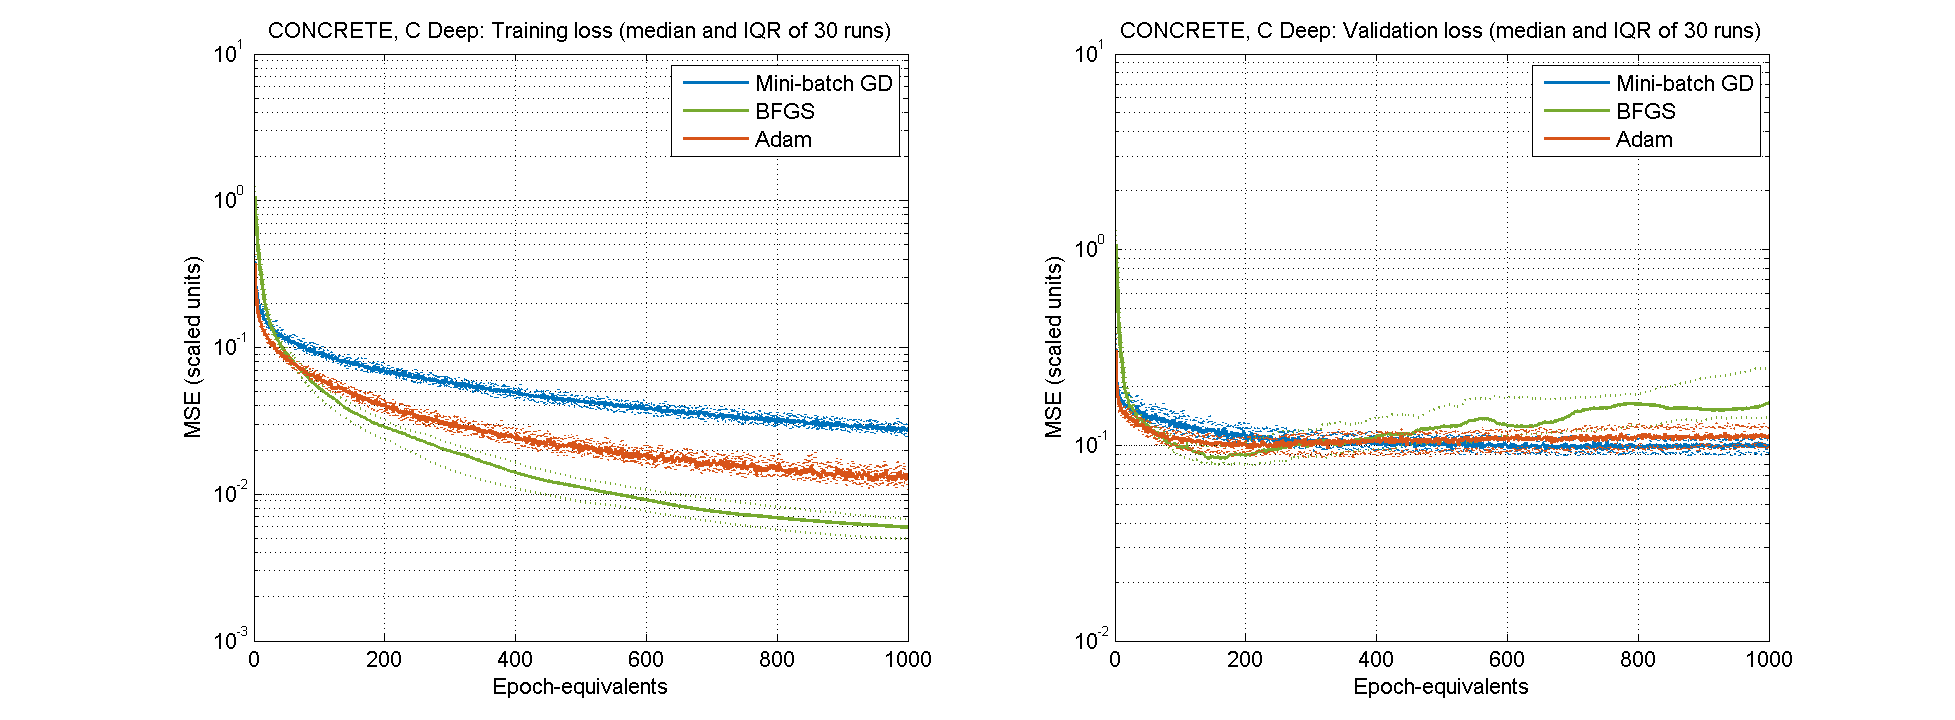 CONCRETE, C Deep: Training loss (median and IQR of 30 runs)
10^1
10^0
10^-1
10^-2
10^-3
MSE (scaled units)
Mini-batch GD
BFGS
Adam
0 200 400 600 800 1000
Epoch-equivalents
CONCRETE, C Deep: Validation loss (median and IQR of 30 runs)
10^1
10^0
10^-1
10^-2
MSE (scaled units)
Mini-batch GD
BFGS
Adam
0 200 400 600 800 1000
Epoch-equivalents